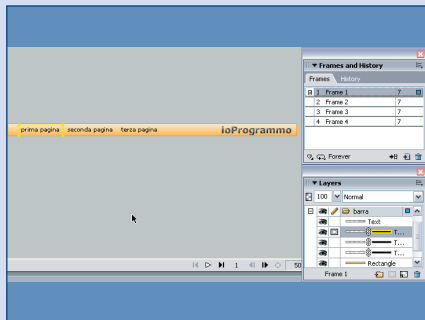 Frames and History
Frames History
1 Frame 1 7
2 Frame 2 7
3 Frame 3 7
4 Frame 4 7
Forever
prima pagina seconda pagina terza pagina ioProgrammo
Layers
100 Normal
barra
Text
T...
T...
T...
Rectangle
Frame 1
1 50